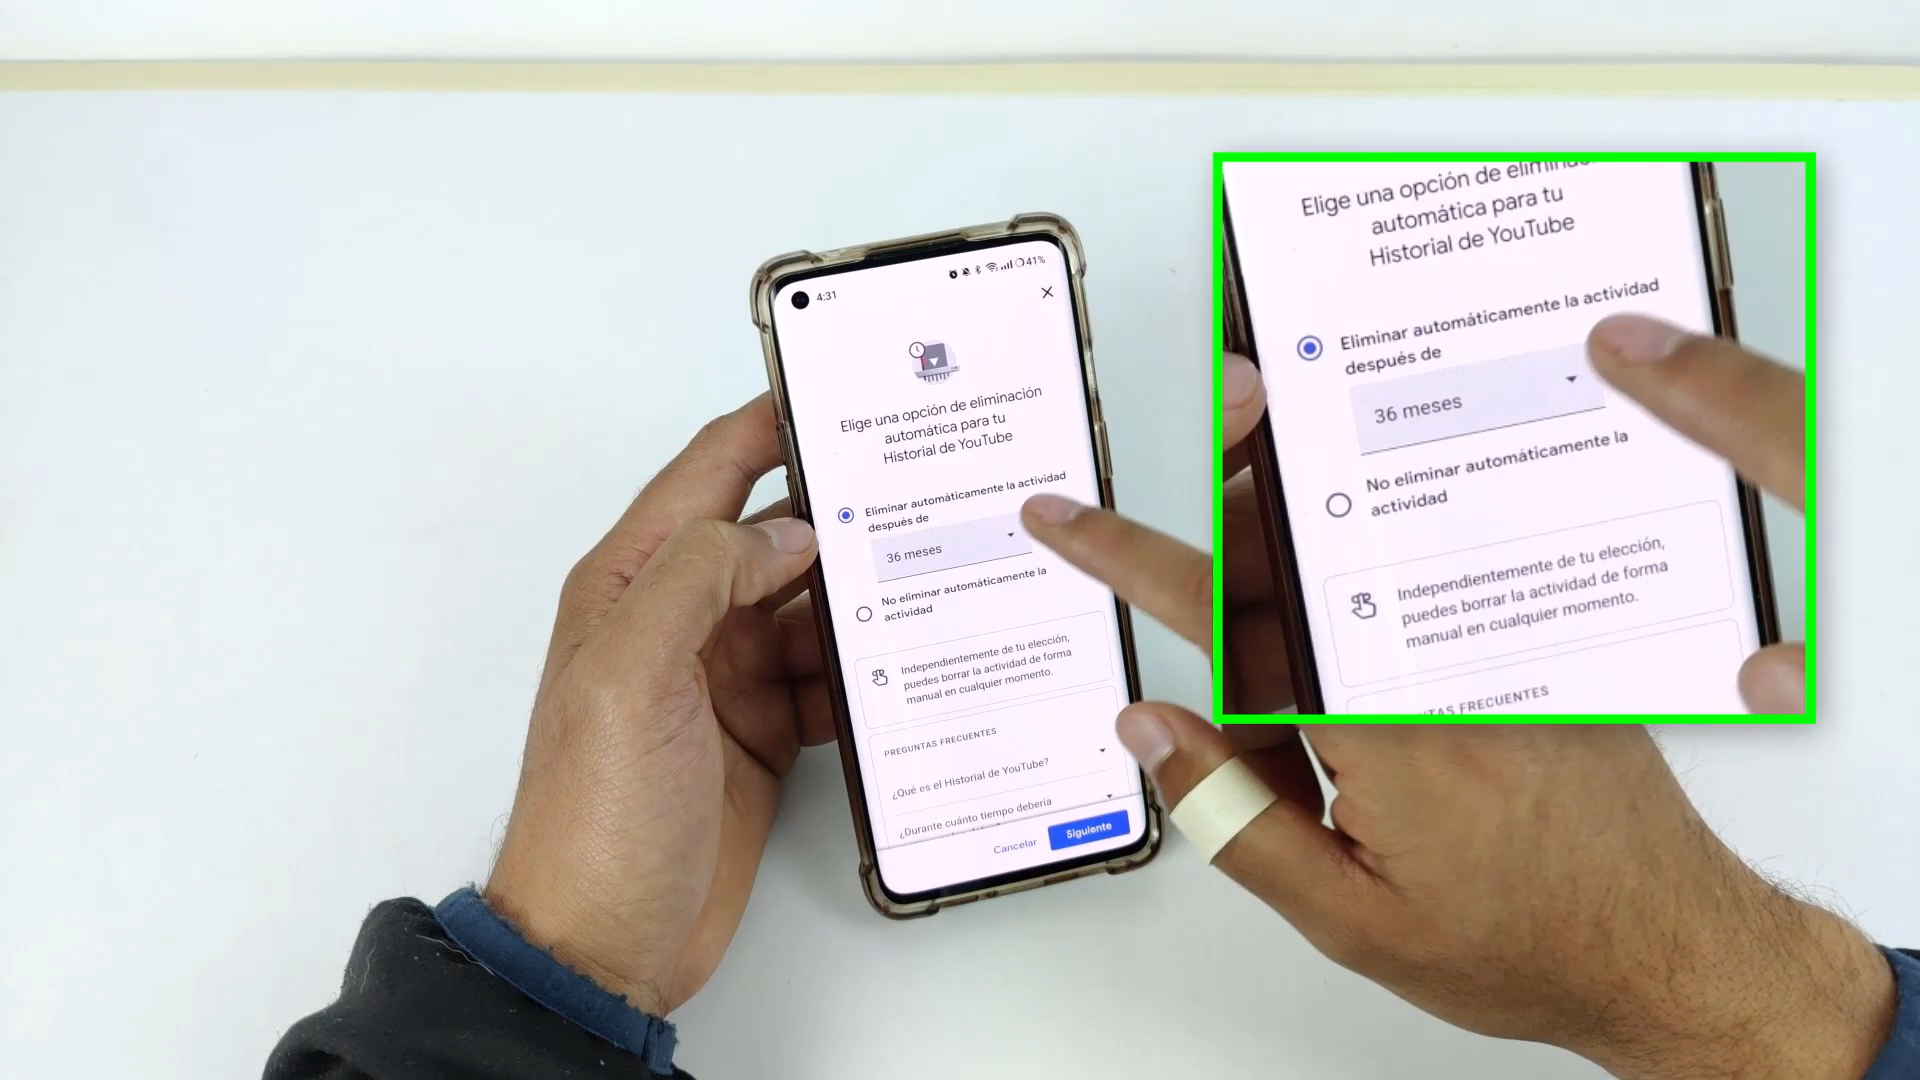 4:31
41%
Elige una opción de eliminación
automática para tu
Historial de YouTube
Eliminar automáticamente la actividad
después de
36 meses
No eliminar automáticamente la
actividad
Independientemente de tu elección,
puedes borrar la actividad de forma
manual en cualquier momento.
PREGUNTAS FRECUENTES
¿Qué es el Historial de YouTube?
¿Durante cuánto tiempo debería
Cancelar
Siguiente
Elige una opción de
automática para tu
Historial de YouTube
Eliminar automáticamente la actividad
después de
36 meses
No eliminar automáticamente la
actividad
Independientemente de tu elección,
puedes borrar la actividad de forma
manual en cualquier momento.
FRECUENTES